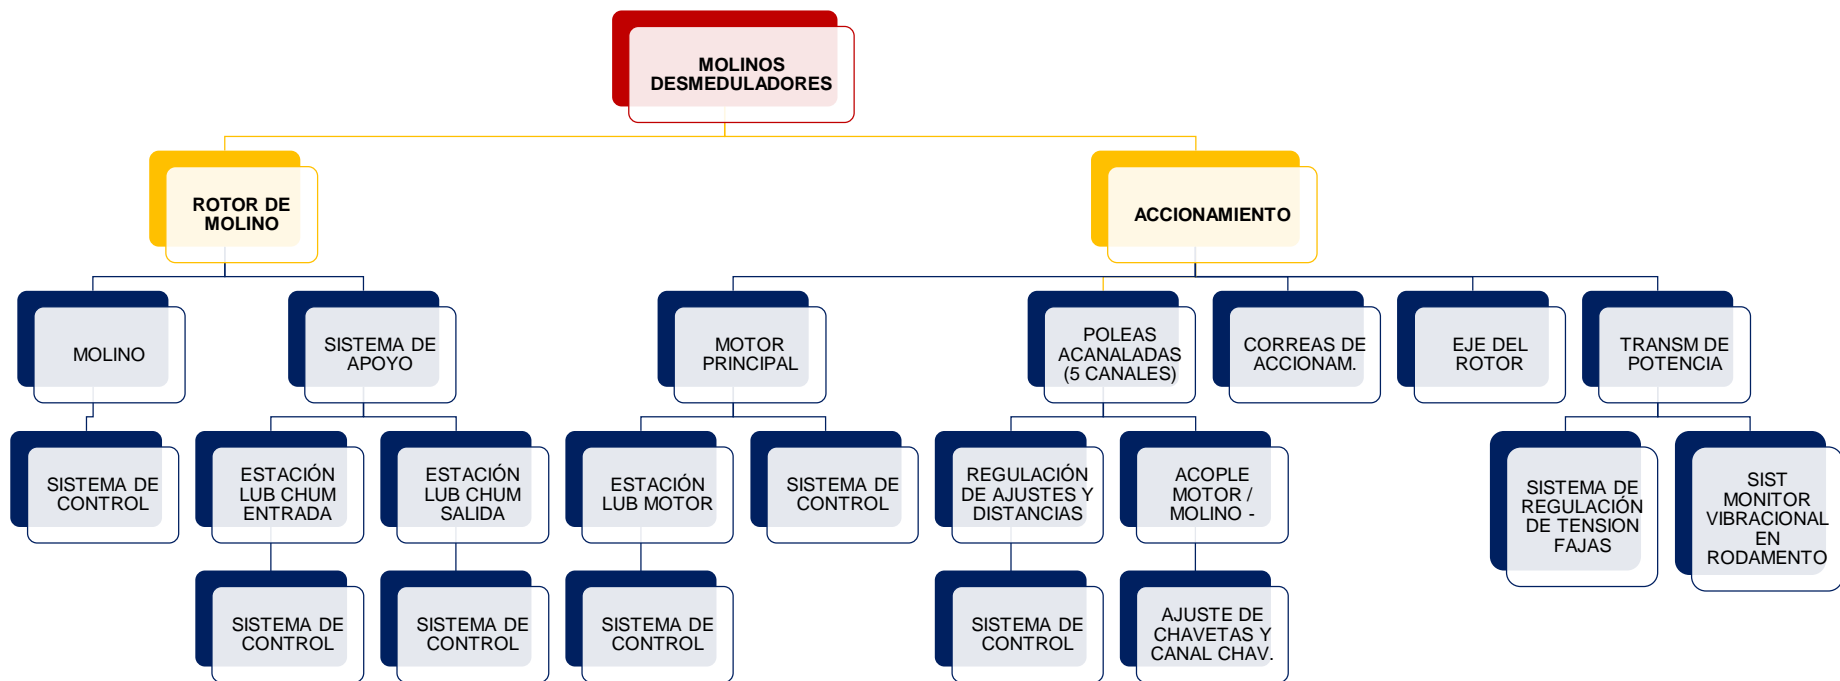 MOLINOS
DESMEDULADORES
ROTOR DE
MOLINO
ACCIONAMIENTO
MOLINO
SISTEMA DE
APOYO
MOTOR
PRINCIPAL
POLEAS
ACANALADAS
(5 CANALES)
CORREAS DE
ACCIONAM.
EJE DEL
ROTOR
TRANSM DE
POTENCIA
SISTEMA DE
CONTROL
ESTACIÓN
LUB CHUM
ENTRADA
ESTACIÓN
LUB CHUM
SALIDA
ESTACIÓN
LUB MOTOR
SISTEMA DE
CONTROL
REGULACIÓN
DE AJUSTES Y
DISTANCIAS
ACOPLE
MOTOR /
MOLINO -
SISTEMA DE
REGULACIÓN
DE TENSION
FAJAS
SIST
MONITOR
VIBRACIONAL
EN
RODAMENTO
SISTEMA DE
CONTROL
SISTEMA DE
CONTROL
SISTEMA DE
CONTROL
SISTEMA DE
CONTROL
AJUSTE DE
CHAVETAS Y
CANAL CHAV.